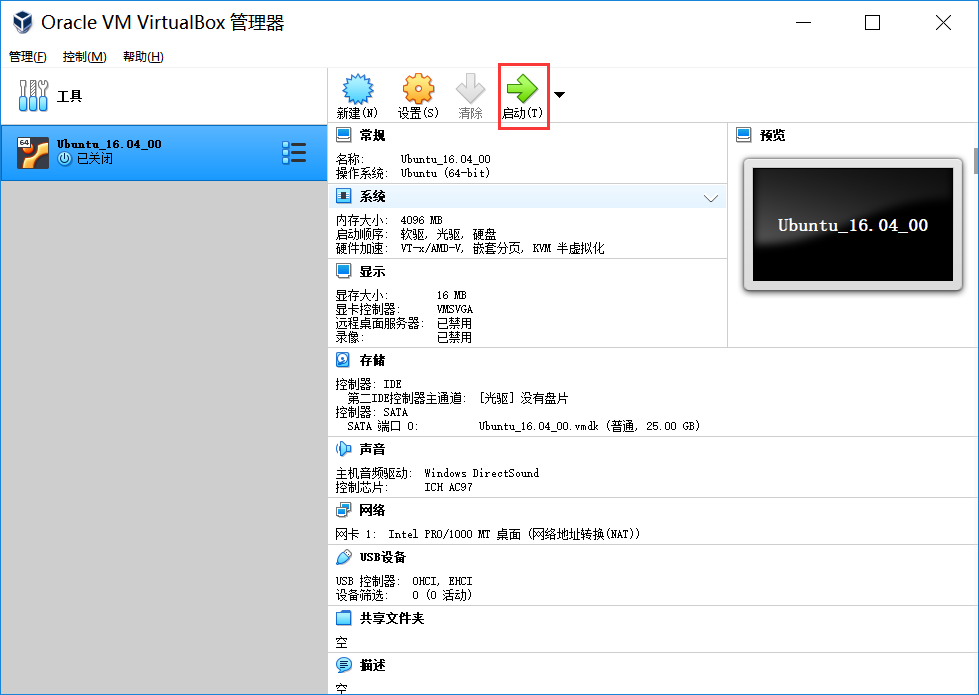 Oracle VM VirtualBox 管理器
管理(F) 控制(M) 帮助(H)
工具
新建(N) 设置(S) 清除 启动(T)
64
Ubuntu_16.04_00
已关闭
常规
名称: Ubuntu_16.04_00
操作系统: Ubuntu (64-bit)
系统
内存大小: 4096 MB
启动顺序: 软驱, 光驱, 硬盘
硬件加速: VT-x/AMD-V, 嵌套分页, KVM 半虚拟化
显示
显存大小: 16 MB
显卡控制器: VMSVGA
远程桌面服务器: 已禁用
录像: 已禁用
预览
Ubuntu_16.04_00
存储
控制器: IDE
第二IDE控制器主通道: [光驱] 没有盘片
控制器: SATA
SATA 端口 0: Ubuntu_16.04_00.vmdk (普通, 25.00 GB)
声音
主机音频驱动: Windows DirectSound
控制芯片: ICH AC97
网络
网卡 1: Intel PRO/1000 MT 桌面 (网络地址转换(NAT))
USB设备
USB 控制器: OHCI, EHCI
设备筛选: 0 (0 活动)
共享文件夹
空
描述
空